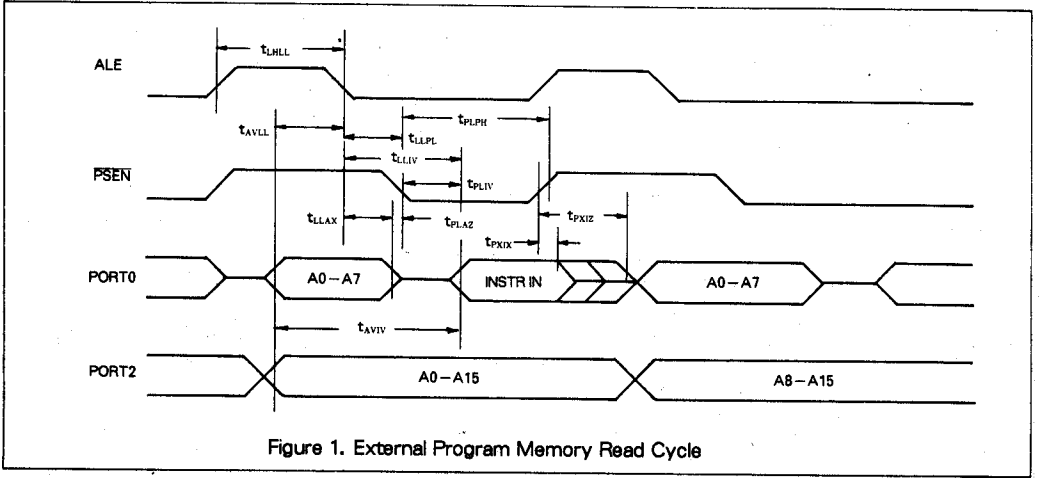 ALE
tLHLL
tAVLL
tLLPL
tPLPH
tLLIV
PSEN
tPLIV
tLLAX
tPLAZ
tPXIZ
tPXIX
PORT0
A0-A7
INSTR IN
A0-A7
tAVIV
PORT2
A0-A15
A8-A15
Figure 1. External Program Memory Read Cycle